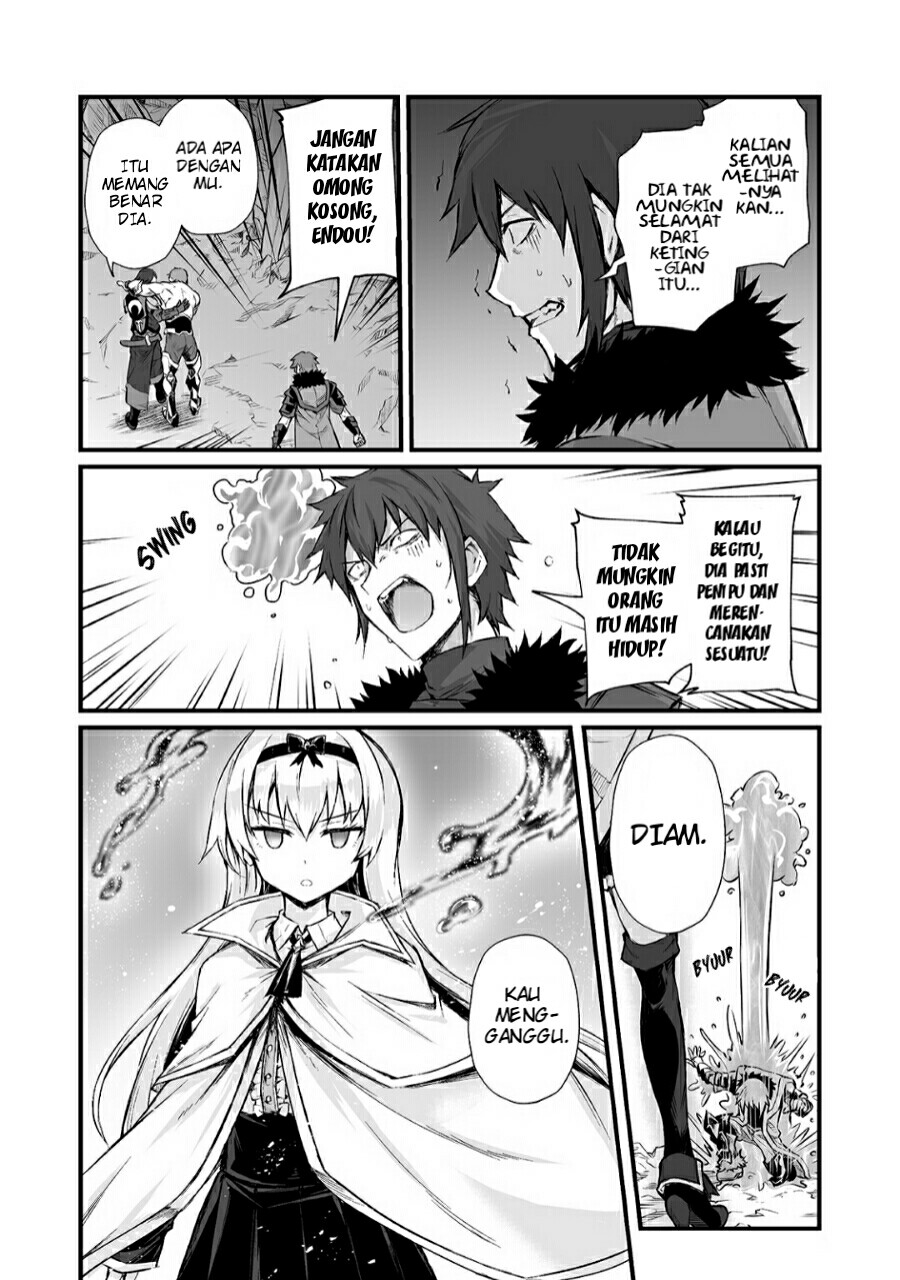 KALIAN
SEMUA
MELIHAT
-NYA
KAN...
DIA TAK
MUNGKIN
SELAMAT
DARI
KETING
-GIAN
ITU...
JANGAN
KATAKAN
OMONG
KOSONG,
ENDOU!
ADA APA
DENGAN
MU.
ITU
MEMANG
BENAR
DIA.
KALAU
BEGITU,
DIA PASTI
PENIPU DAN
MEREN-
CANAKAN
SESUATU!
TIDAK
MUNGKIN
ORANG
ITU MASIH
HIDUP!
SWING
DIAM.
BYUUR
BYUUR
KAU
MENG-
GANGGU.